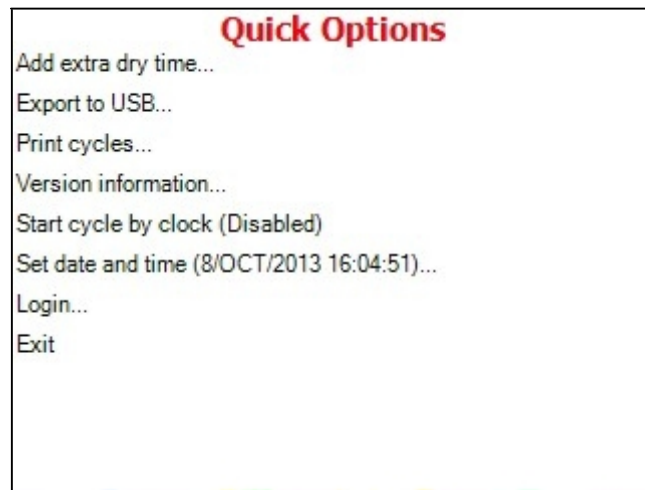 Quick Options
Add extra dry time...
Export to USB...
Print cycles...
Version information...
Start cycle by clock (Disabled)
Set date and time (8/OCT/2013 16:04:51)...
Login...
Exit